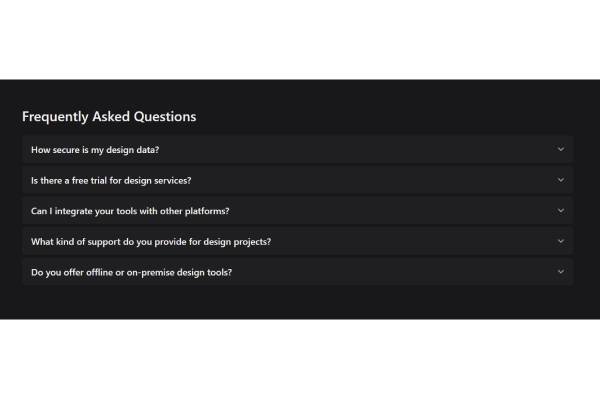 Frequently Asked Questions
How secure is my design data?
Is there a free trial for design services?
Can I integrate your tools with other platforms?
What kind of support do you provide for design projects?
Do you offer offline or on-premise design tools?